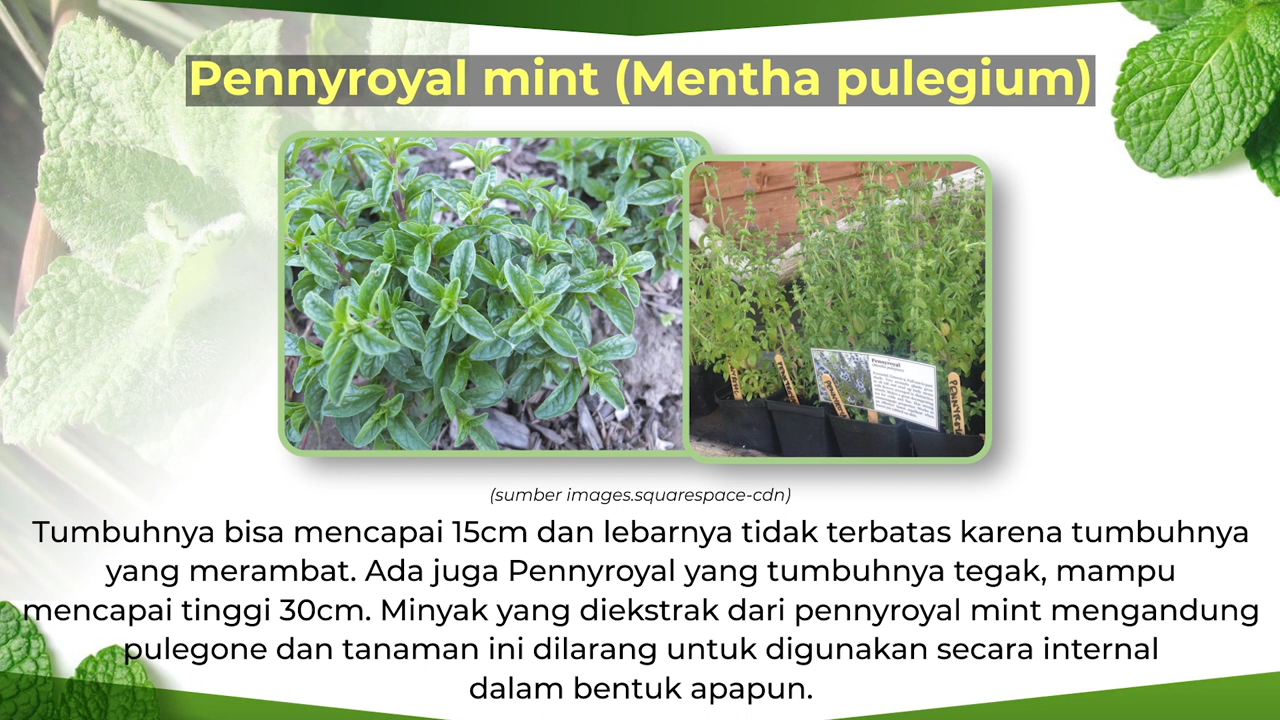 Pennyroyal mint (Mentha pulegium)
Pennyroyal
(sumber images.squarespace-cdn)
Tumbuhnya bisa mencapai 15cm dan lebarnya tidak terbatas karena tumbuhnya
yang merambat. Ada juga Pennyroyal yang tumbuhnya tegak, mampu
mencapai tinggi 30cm. Minyak yang diekstrak dari pennyroyal mint mengandung
pulegone dan tanaman ini dilarang untuk digunakan secara internal
dalam bentuk apapun.